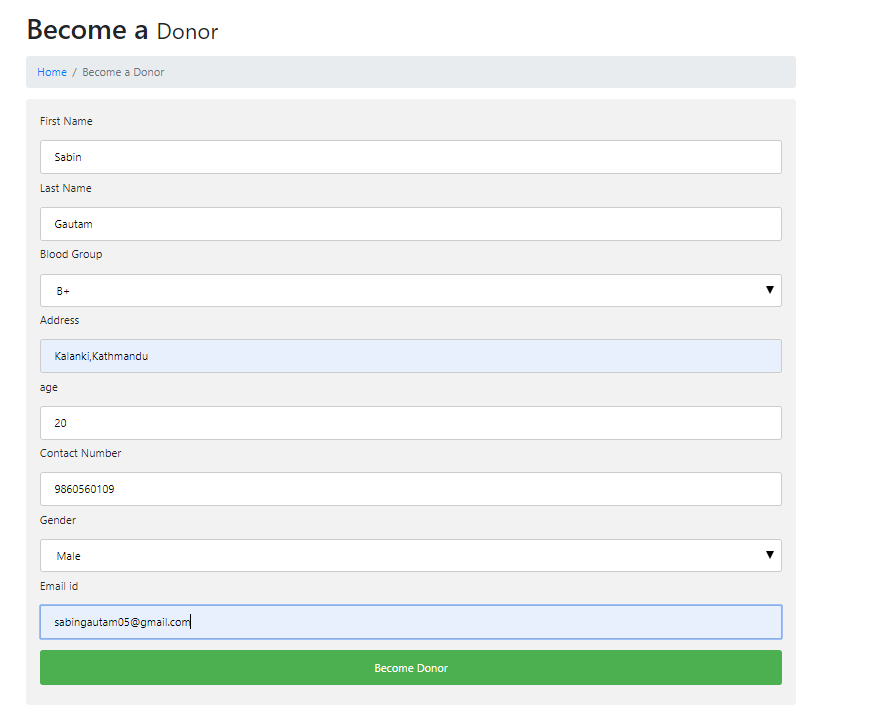 Become a Donor
Home / Become a Donor
First Name
Sabin
Last Name
Gautam
Blood Group
B+
Address
Kalanki,Kathmandu
age
20
Contact Number
9860560109
Gender
Male
Email id
sabingautam05@gmail.com
Become Donor